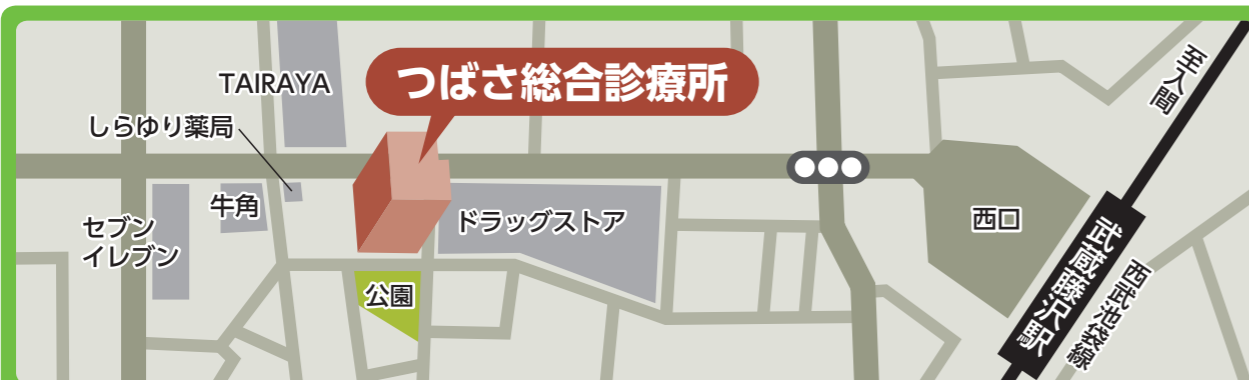 つばさ総合診療所
TAIRAYA
しらゆり薬局
牛角
セブン
イレブン
ドラッグストア
公園
西口
至入間
武蔵藤沢駅
西武池袋線